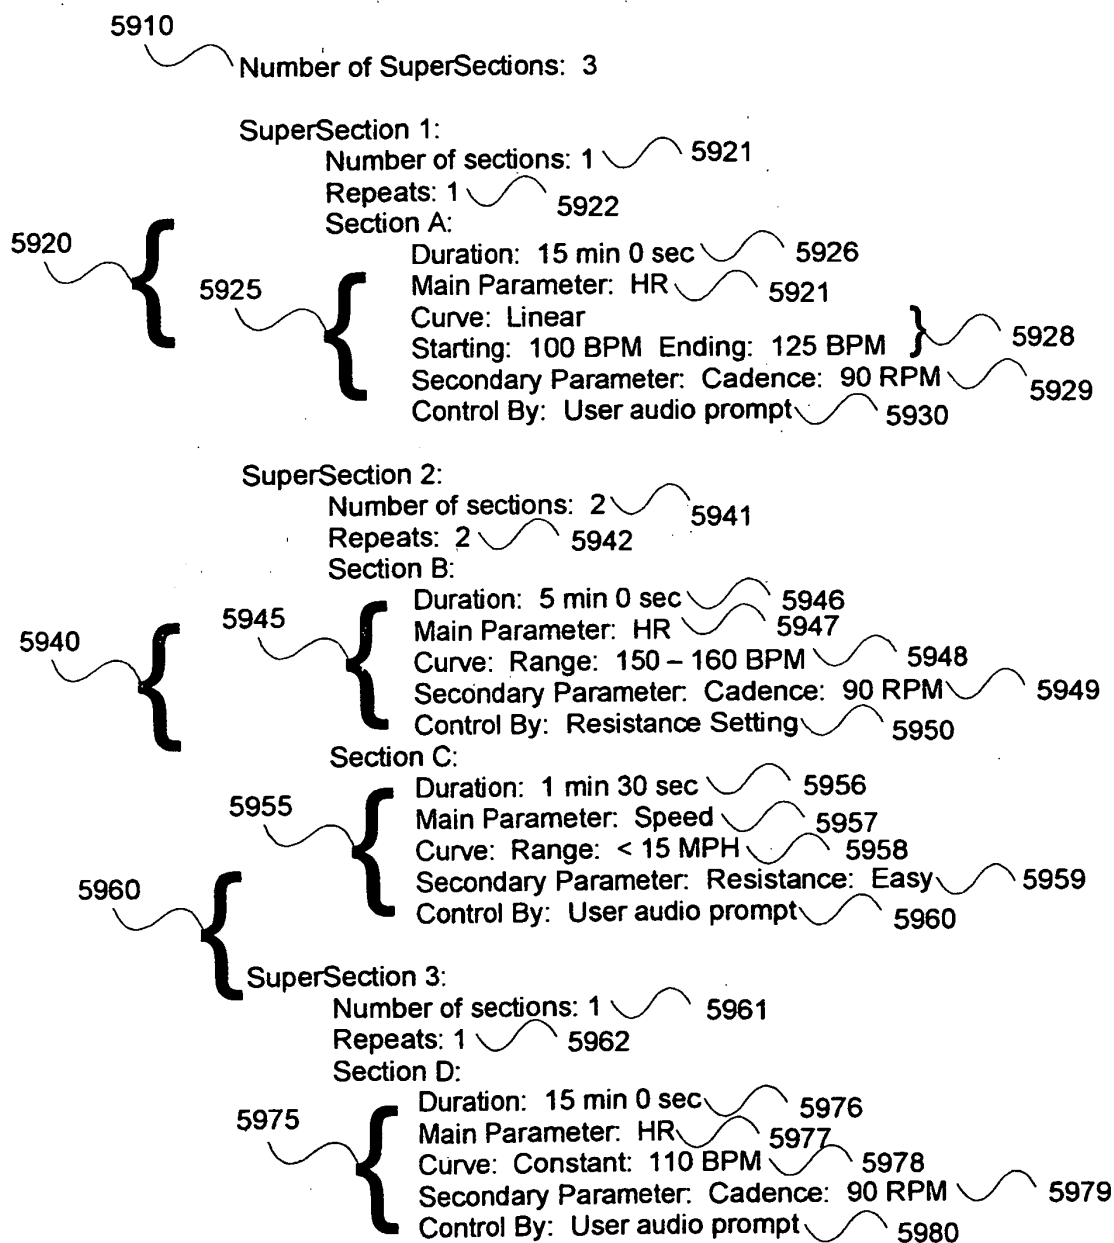 5910
Number of SuperSections: 3
SuperSection 1:
Number of sections: 1 5921
Repeats: 1 5922
Section A:
5920
Duration: 15 min 0 sec 5926
5925 Main Parameter: HR 5921
Curve: Linear
Starting: 100 BPM Ending: 125 BPM } 5928
Secondary Parameter: Cadence: 90 RPM 5929
Control By: User audio prompt 5930
SuperSection 2:
Number of sections: 2 5941
Repeats: 2 5942
Section B:
Duration: 5 min 0 sec 5946
5940 5945 Main Parameter: HR 5947
Curve: Range: 150 – 160 BPM 5948
Secondary Parameter: Cadence: 90 RPM 5949
Control By: Resistance Setting 5950
Section C:
Duration: 1 min 30 sec 5956
5955 Main Parameter: Speed 5957
Curve: Range: < 15 MPH 5958
5960 Secondary Parameter: Resistance: Easy 5959
Control By: User audio prompt 5960
SuperSection 3:
Number of sections: 1 5961
Repeats: 1 5962
Section D:
Duration: 15 min 0 sec 5976
5975 Main Parameter: HR 5977
Curve: Constant: 110 BPM 5978
Secondary Parameter: Cadence: 90 RPM 5979
Control By: User audio prompt 5980